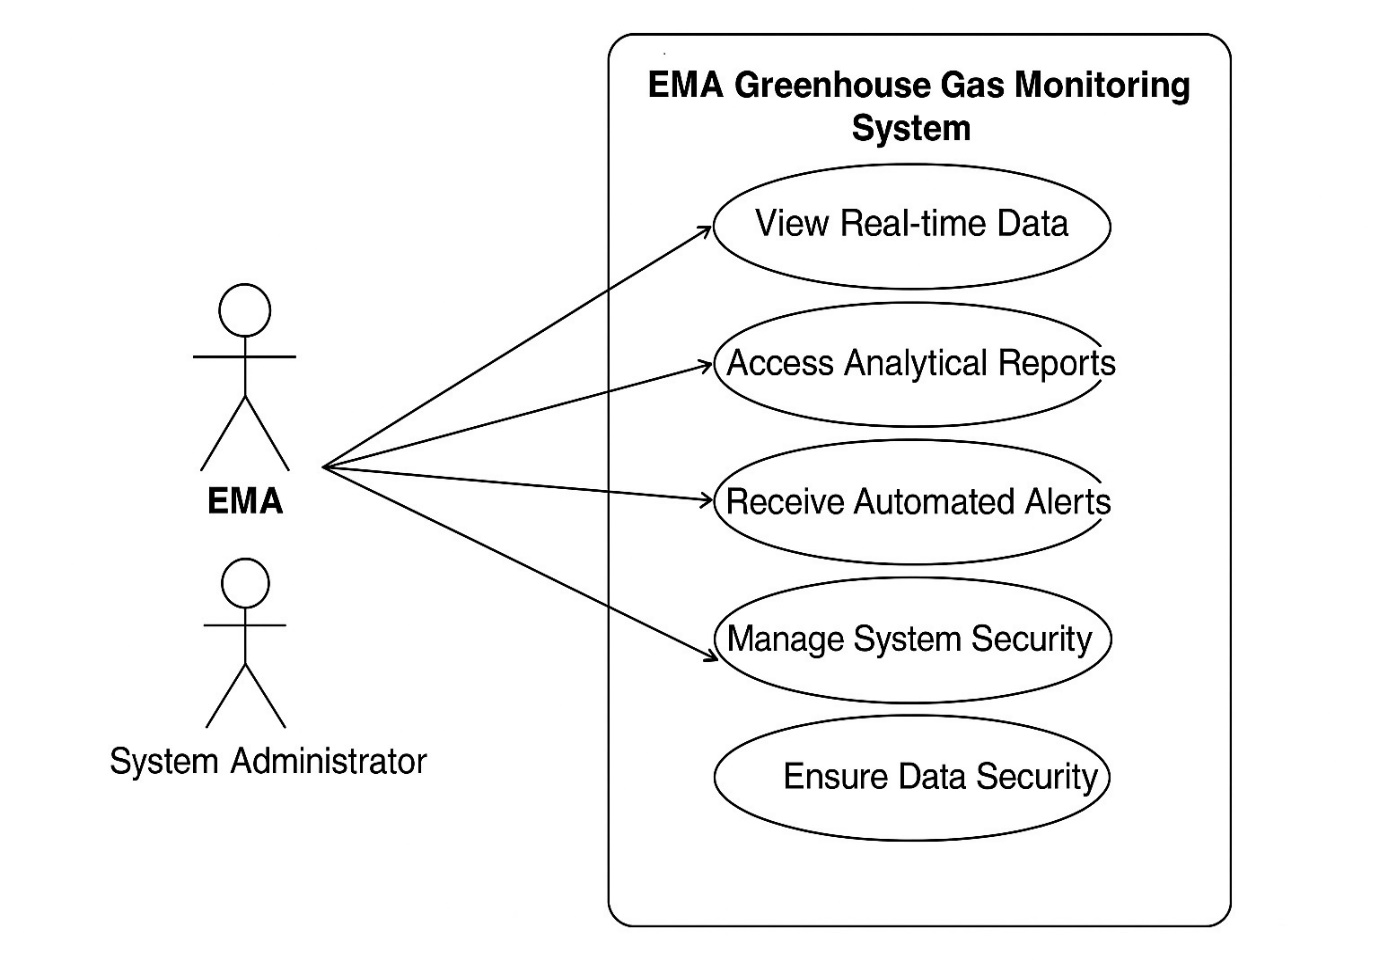 EMA Greenhouse Gas Monitoring
System
View Real-time Data
Access Analytical Reports
Receive Automated Alerts
Manage System Security
Ensure Data Security
EMA
System Administrator